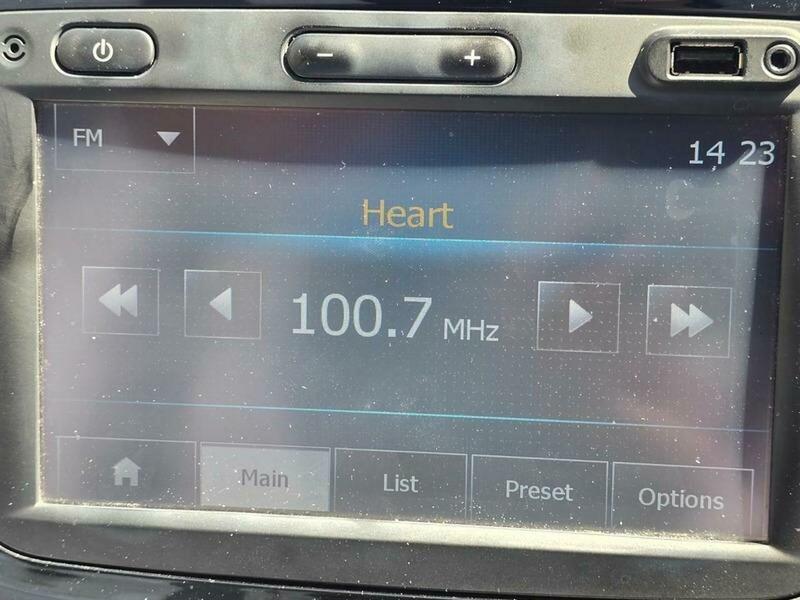 FM
14 23
Heart
100.7 MHz
Main
List
Preset
Options